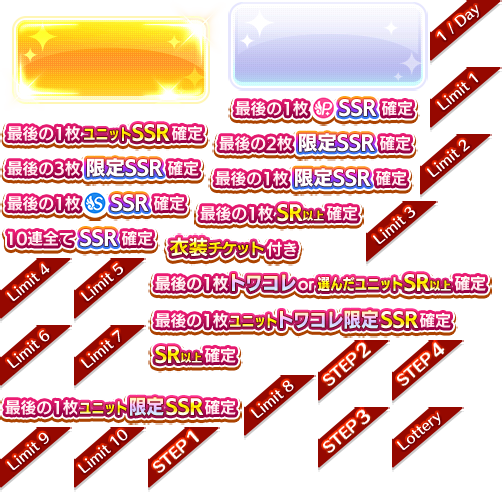 1 / Day
Limit 1
最後の1枚 P SSR 確定
最後の1枚ユニットSSR確定
最後の2枚 限定SSR 確定
Limit 2
最後の3枚 限定SSR 確定
最後の1枚 限定SSR 確定
最後の1枚 S SSR 確定
最後の1枚SR以上確定
Limit 3
10連全て SSR 確定
衣装チケット付き
Limit 4
Limit 5
最後の1枚トワコレor選んだユニットSR以上確定
最後の1枚ユニットトワコレ限定SSR確定
Limit 6
Limit 7
SR以上確定
STEP 2
STEP 4
最後の1枚ユニット限定SSR確定
Limit 8
STEP 3
Lottery
Limit 9
Limit 10
STEP 1